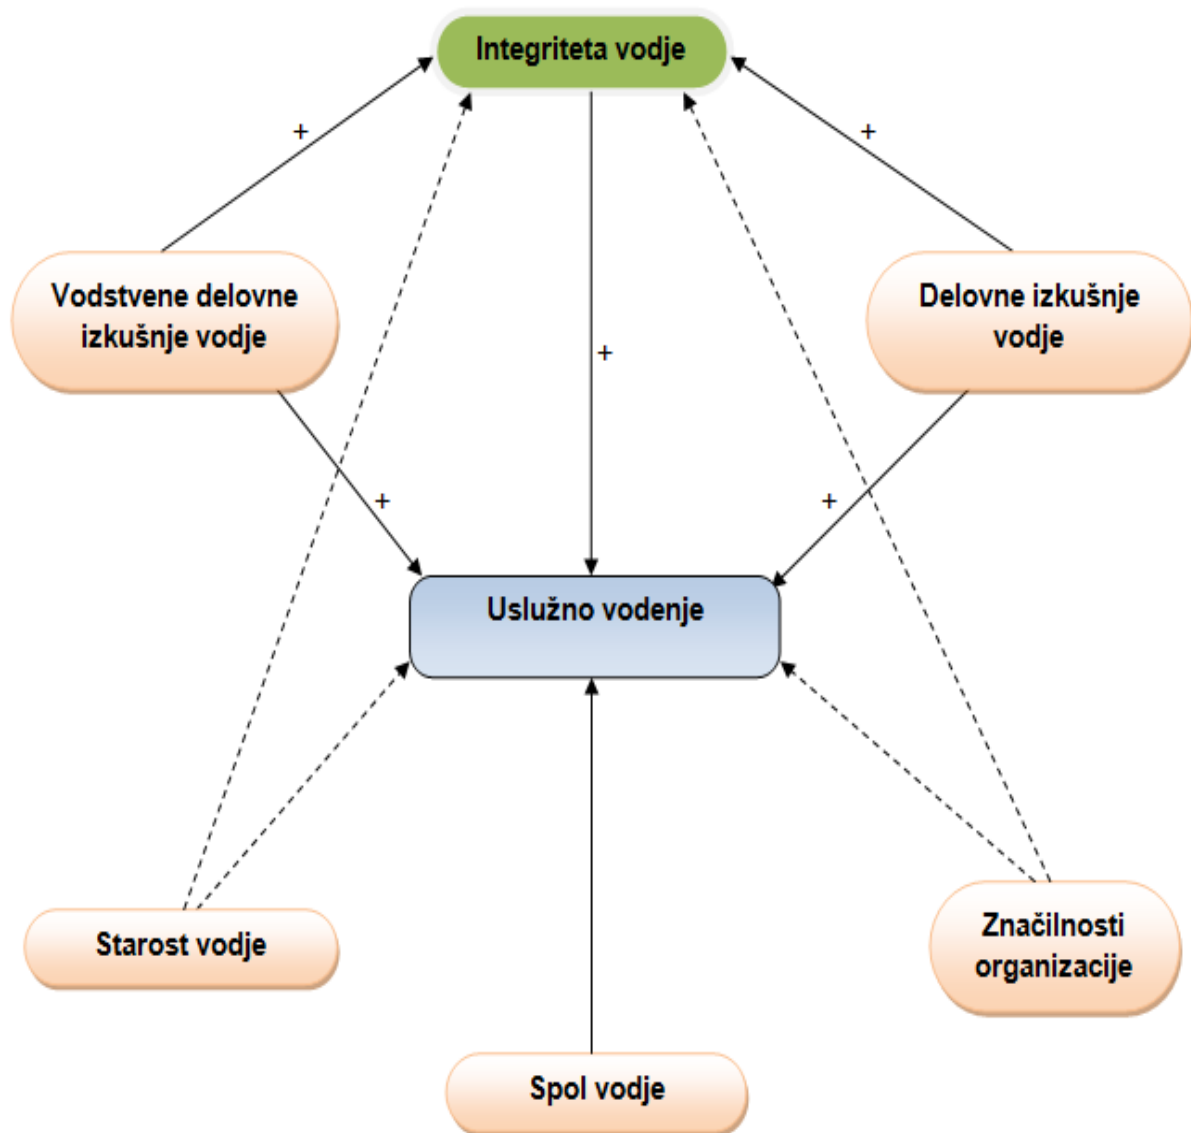 Integriteta vodje
+
+
Vodstvene delovne
izkušnje vodje
Delovne izkušnje
vodje
+
+
+
Uslužno vodenje
Starost vodje
Značilnosti
organizacije
Spol vodje